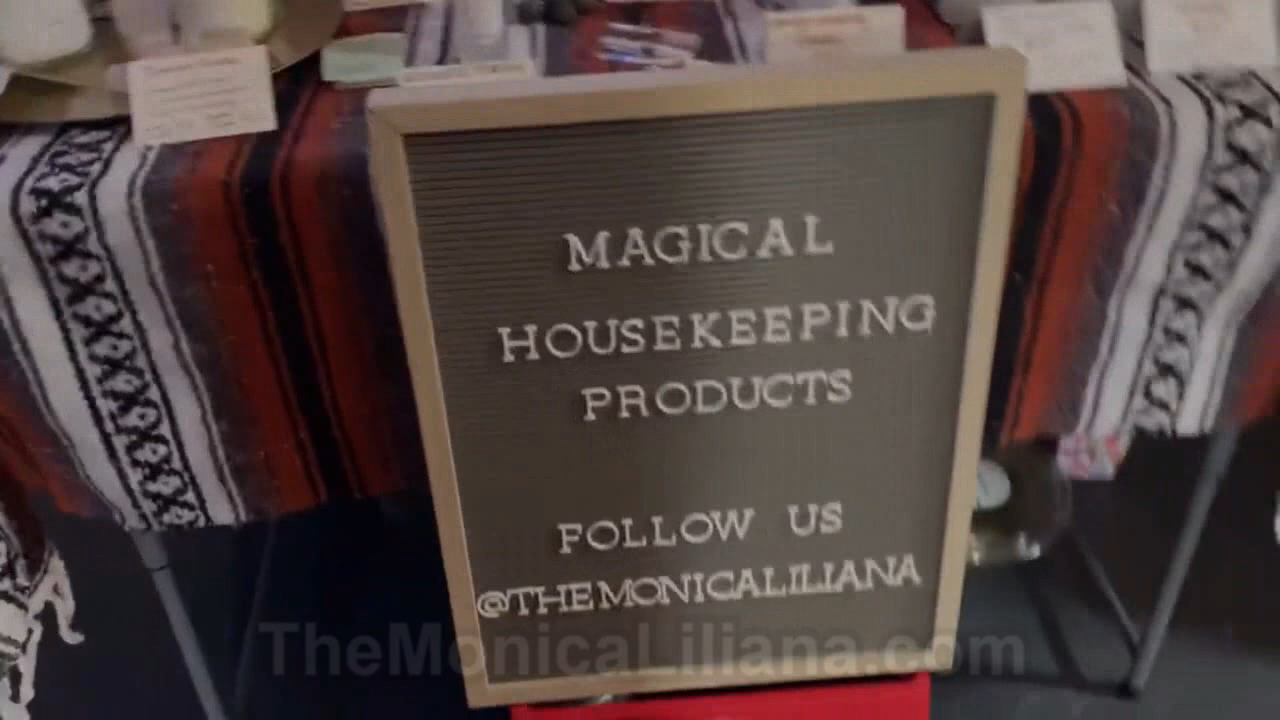 MAGICAL
HOUSEKEEPING
PRODUCTS
FOLLOW US
@THEMONICALILIANA
TheMonicaLiliana.com